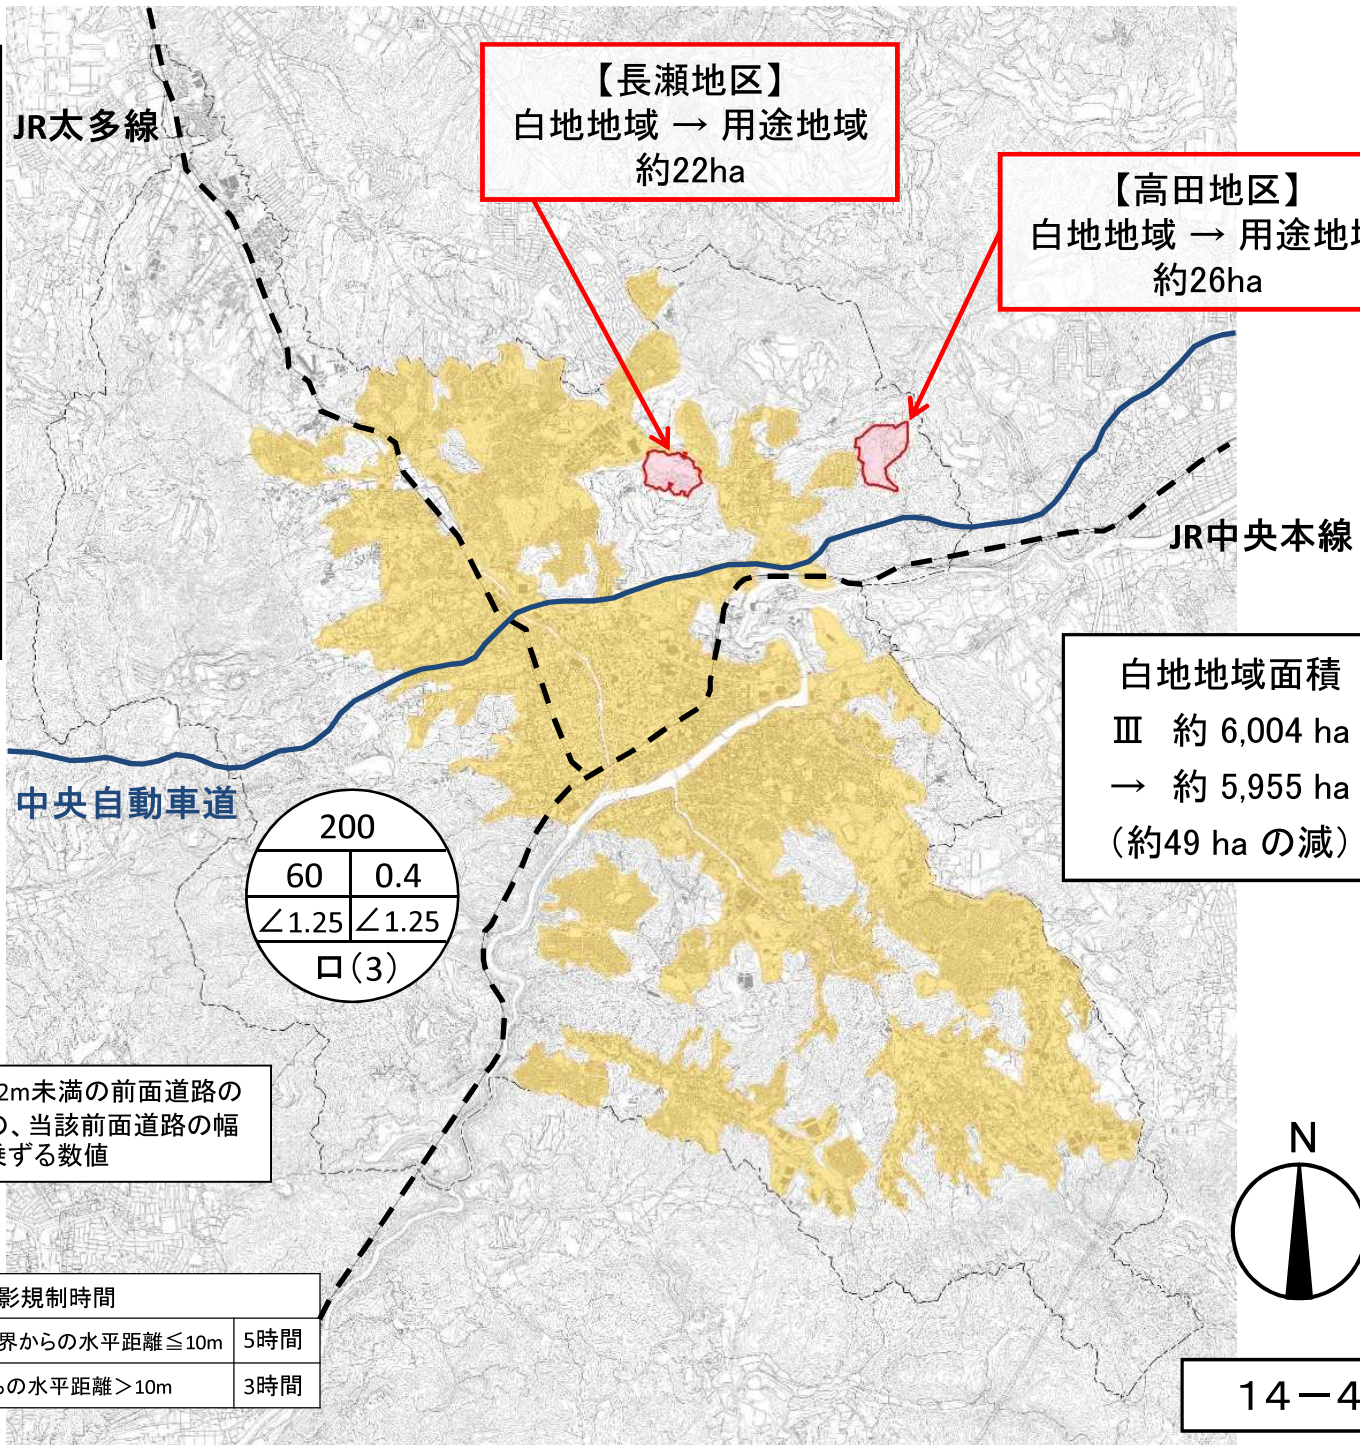 【長瀬地区】
白地地域 → 用途地域
約22ha
JR太多線
【高田地区】
白地地域 → 用途地
約26ha
JR中央本線
白地地域面積
Ⅲ 約 6,004 ha
→ 約 5,955 ha
（約49 ha の減）
中央自動車道
200
60 0.4
∠1.25 ∠1.25
ロ（3）
2m未満の前面道路の
、当該前面道路の幅
ずる数値
影規制時間
界からの水平距離≦10m 5時間
の水平距離＞10m 3時間
N
14－4